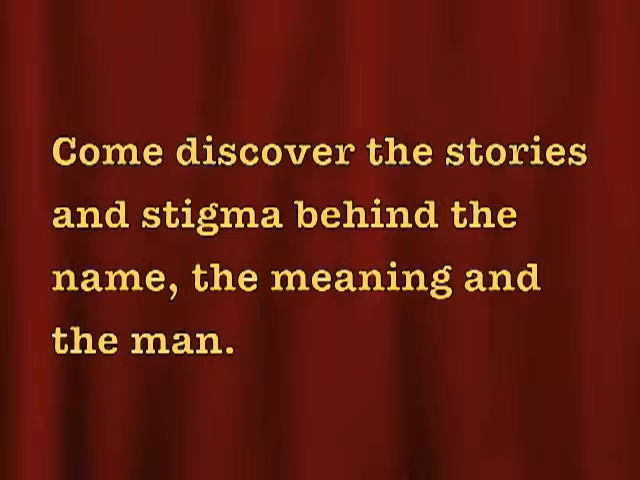 Come discover the stories
and stigma behind the
name, the meaning and
the man.